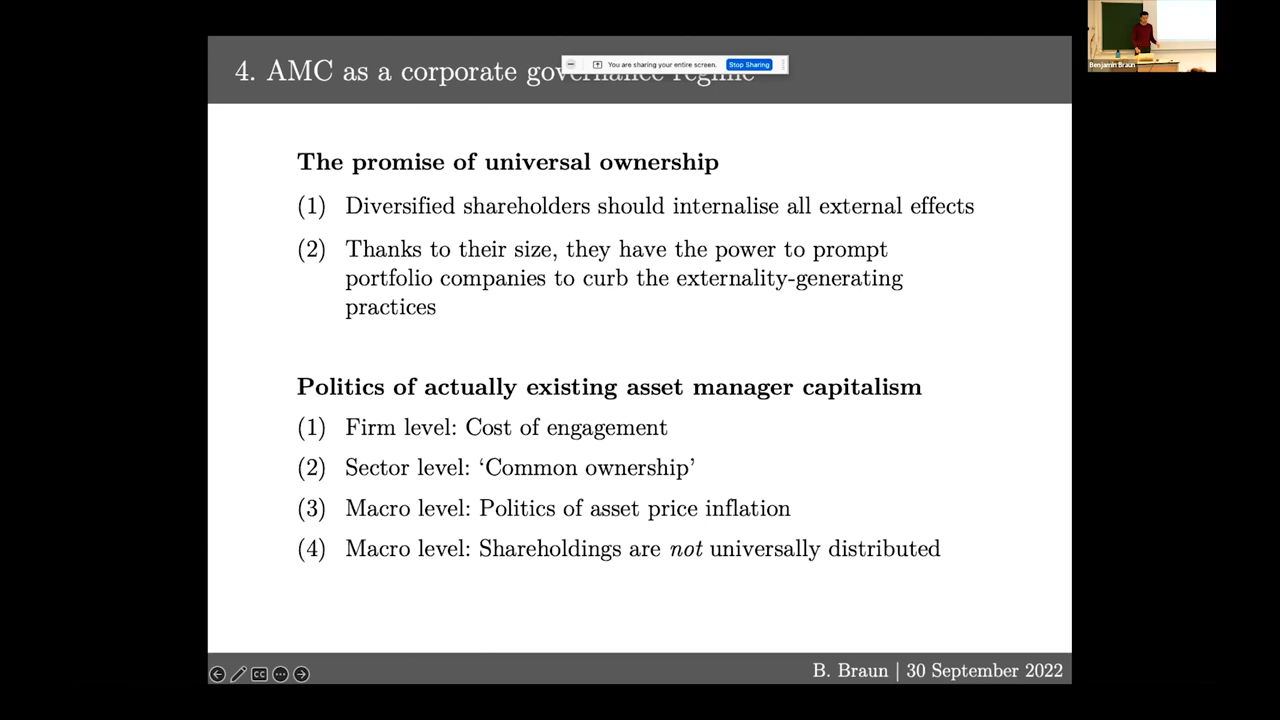 4. AMC as a corporate governance regime
You are sharing your entire screen.
Stop Sharing
Benjamin Braun
The promise of universal ownership
(1) Diversified shareholders should internalise all external effects
(2) Thanks to their size, they have the power to prompt
portfolio companies to curb the externality-generating
practices
Politics of actually existing asset manager capitalism
(1) Firm level: Cost of engagement
(2) Sector level: ‘Common ownership’
(3) Macro level: Politics of asset price inflation
(4) Macro level: Shareholdings are not universally distributed
CC
B. Braun | 30 September 2022